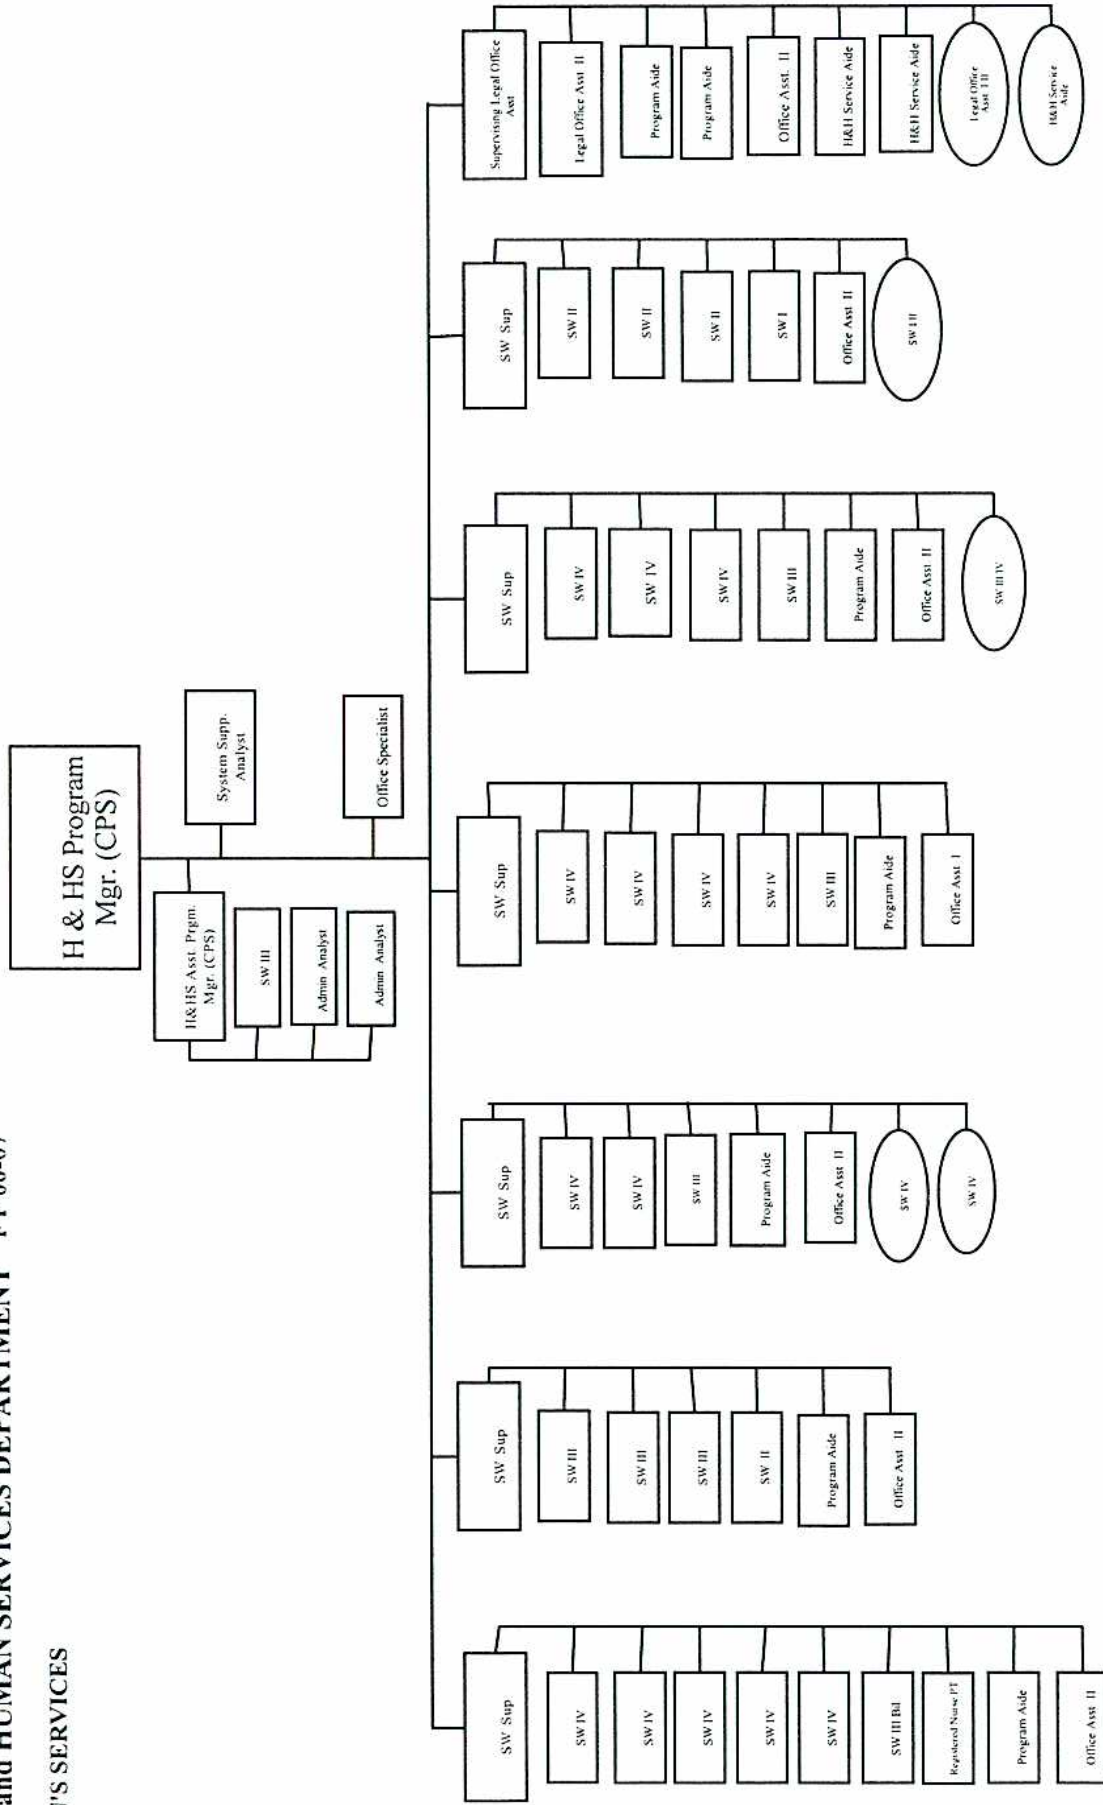 and HUMAN SERVICES DEPARTMENT FY 06-07
'S SERVICES
H & HS Program
Mgr. (CPS)
H&HS Asst. Prgm.
Mgr. (CPS)
SW III
Admin Analyst
Admin Analyst
System Supp.
Analyst
Office Specialist
SW Sup
SW IV
SW IV
SW IV
SW IV
SW IV
SW III Bil
Registered Nurse PT
Program Aide
Office Asst II
SW Sup
SW III
SW III
SW III
SW II
Program Aide
Office Asst II
SW Sup
SW IV
SW IV
SW III
Program Aide
Office Asst II
SW IV
SW IV
SW Sup
SW IV
SW IV
SW IV
SW IV
SW III
Program Aide
Office Asst I
SW Sup
SW IV
SW IV
SW IV
SW III
Program Aide
Office Asst II
SW III IV
SW Sup
SW II
SW II
SW II
SW I
Office Asst II
SW I II
Supervising Legal Office
Asst
Legal Office Asst II
Program Aide
Program Aide
Office Asst. II
H&H Service Aide
H&H Service Aide
Legal Office
Asst I II
H&H Service
Aide